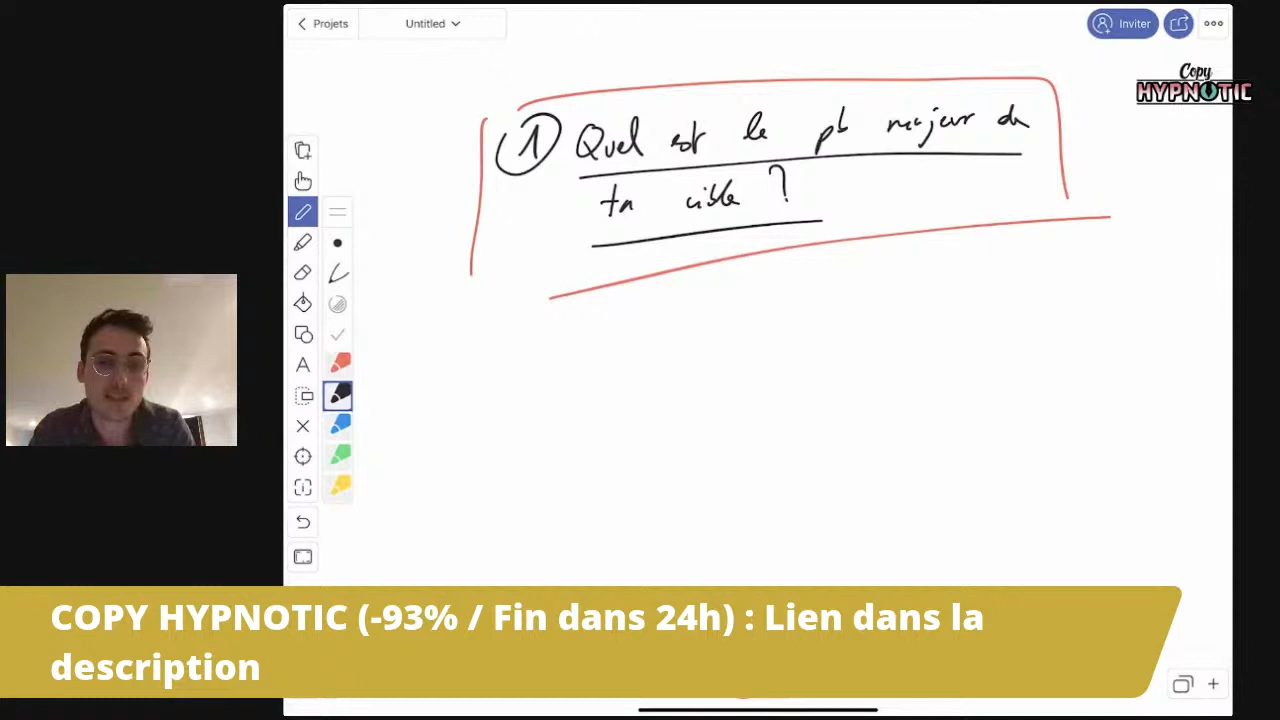 Projets
Untitled
Inviter
Copy
HYPNOTIC
1 Quel est le pb majeur de
ta cible ?
A
COPY HYPNOTIC (-93% / Fin dans 24h) : Lien dans la
description